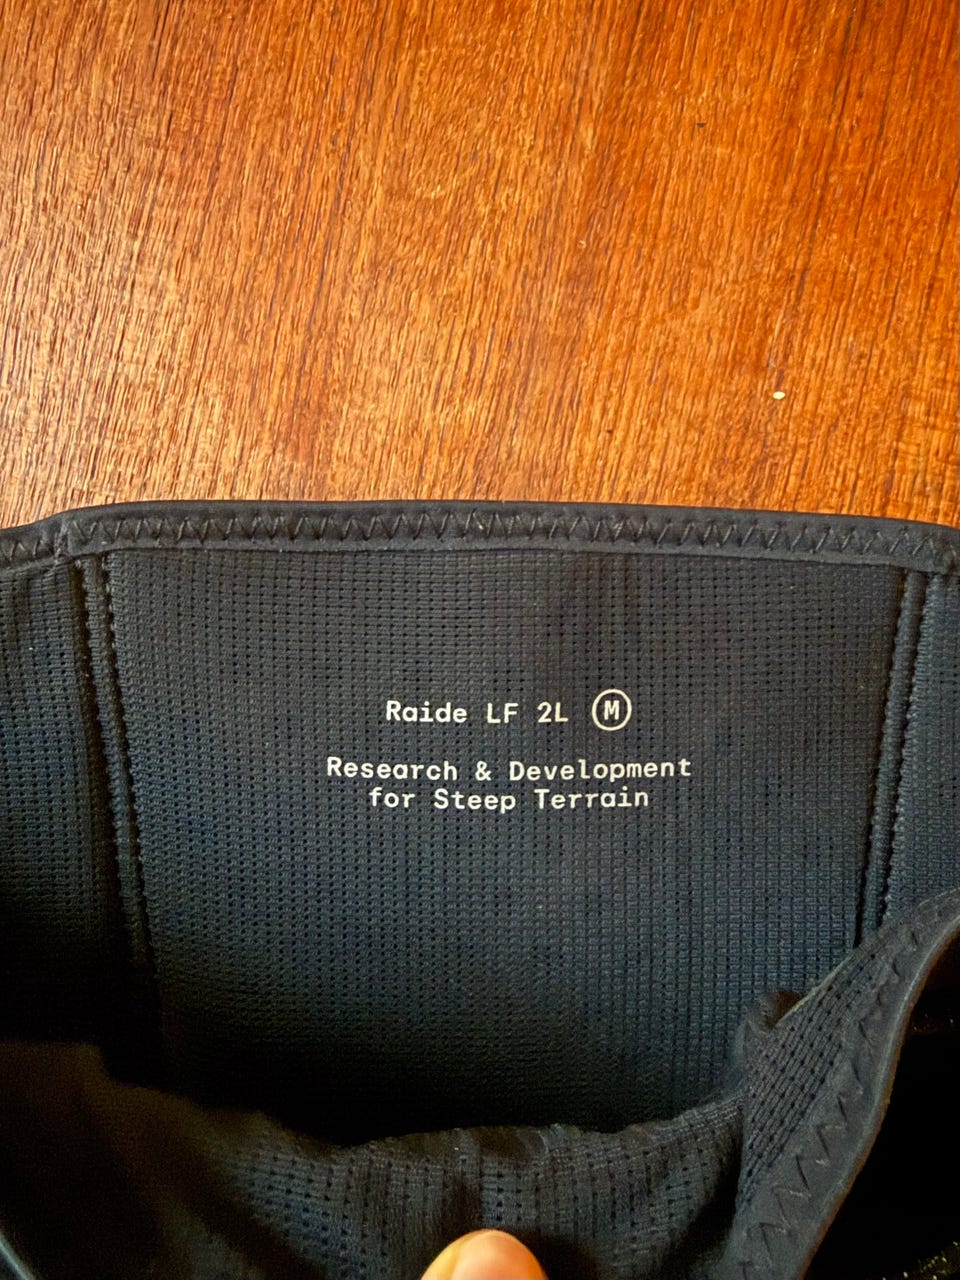 Raide LF 2L M
Research & Development
for Steep Terrain